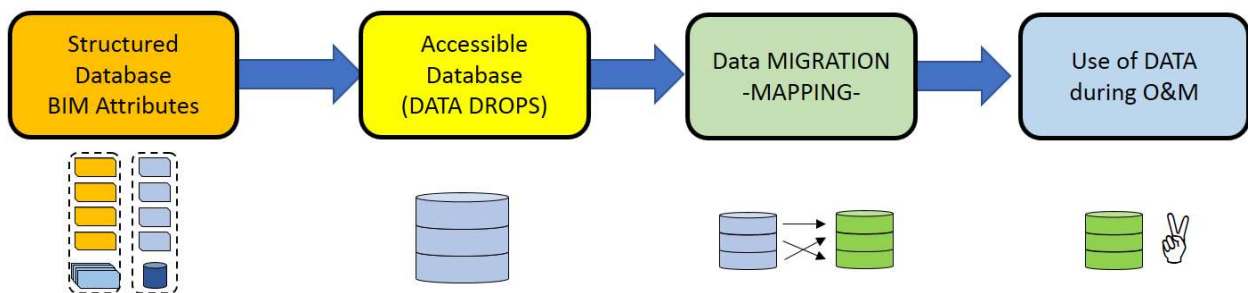 Structured
Database
BIM Attributes
Accessible
Database
(DATA DROPS)
Data MIGRATION
-MAPPING-
Use of DATA
during O&M